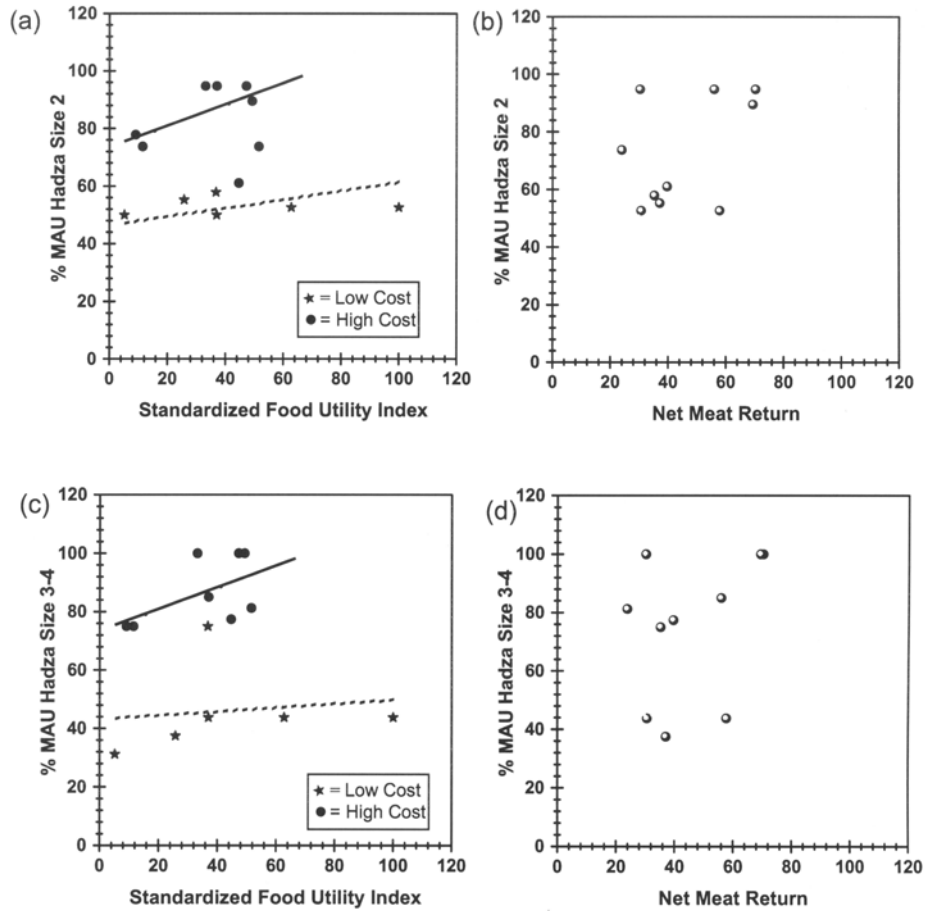 (a)
120
100
80
60
40
20
0
% MAU Hadza Size 2
★ = Low Cost
● = High Cost
0 20 40 60 80 100 120
Standardized Food Utility Index
(b)
120
100
80
60
40
20
0
% MAU Hadza Size 2
0 20 40 60 80 100 120
Net Meat Return
(c)
120
100
80
60
40
20
0
% MAU Hadza Size 3-4
★ = Low Cost
● = High Cost
0 20 40 60 80 100 120
Standardized Food Utility Index
(d)
120
100
80
60
40
20
0
% MAU Hadza Size 3-4
0 20 40 60 80 100 120
Net Meat Return